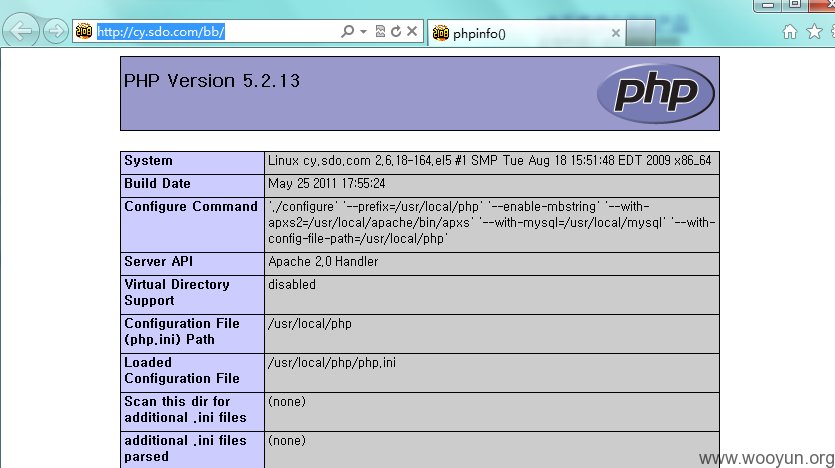 http://cy.sdo.com/bb/
phpinfo()
PHP Version 5.2.13
php
System Linux cy.sdo.com 2.6.18-164.el5 #1 SMP Tue Aug 18 15:51:48 EDT 2009 x86_64
Build Date May 25 2011 17:55:24
Configure Command './configure' '--prefix=/usr/local/php' '--enable-mbstring' '--with-
apxs2=/usr/local/apache/bin/apxs' '--with-mysql=/usr/local/mysql' '--with-
config-file-path=/usr/local/php'
Server API Apache 2.0 Handler
Virtual Directory disabled
Support
Configuration File /usr/local/php
(php.ini) Path
Loaded /usr/local/php/php.ini
Configuration File
Scan this dir for (none)
additional .ini files
additional .ini files (none)
parsed
www.wooyun.org